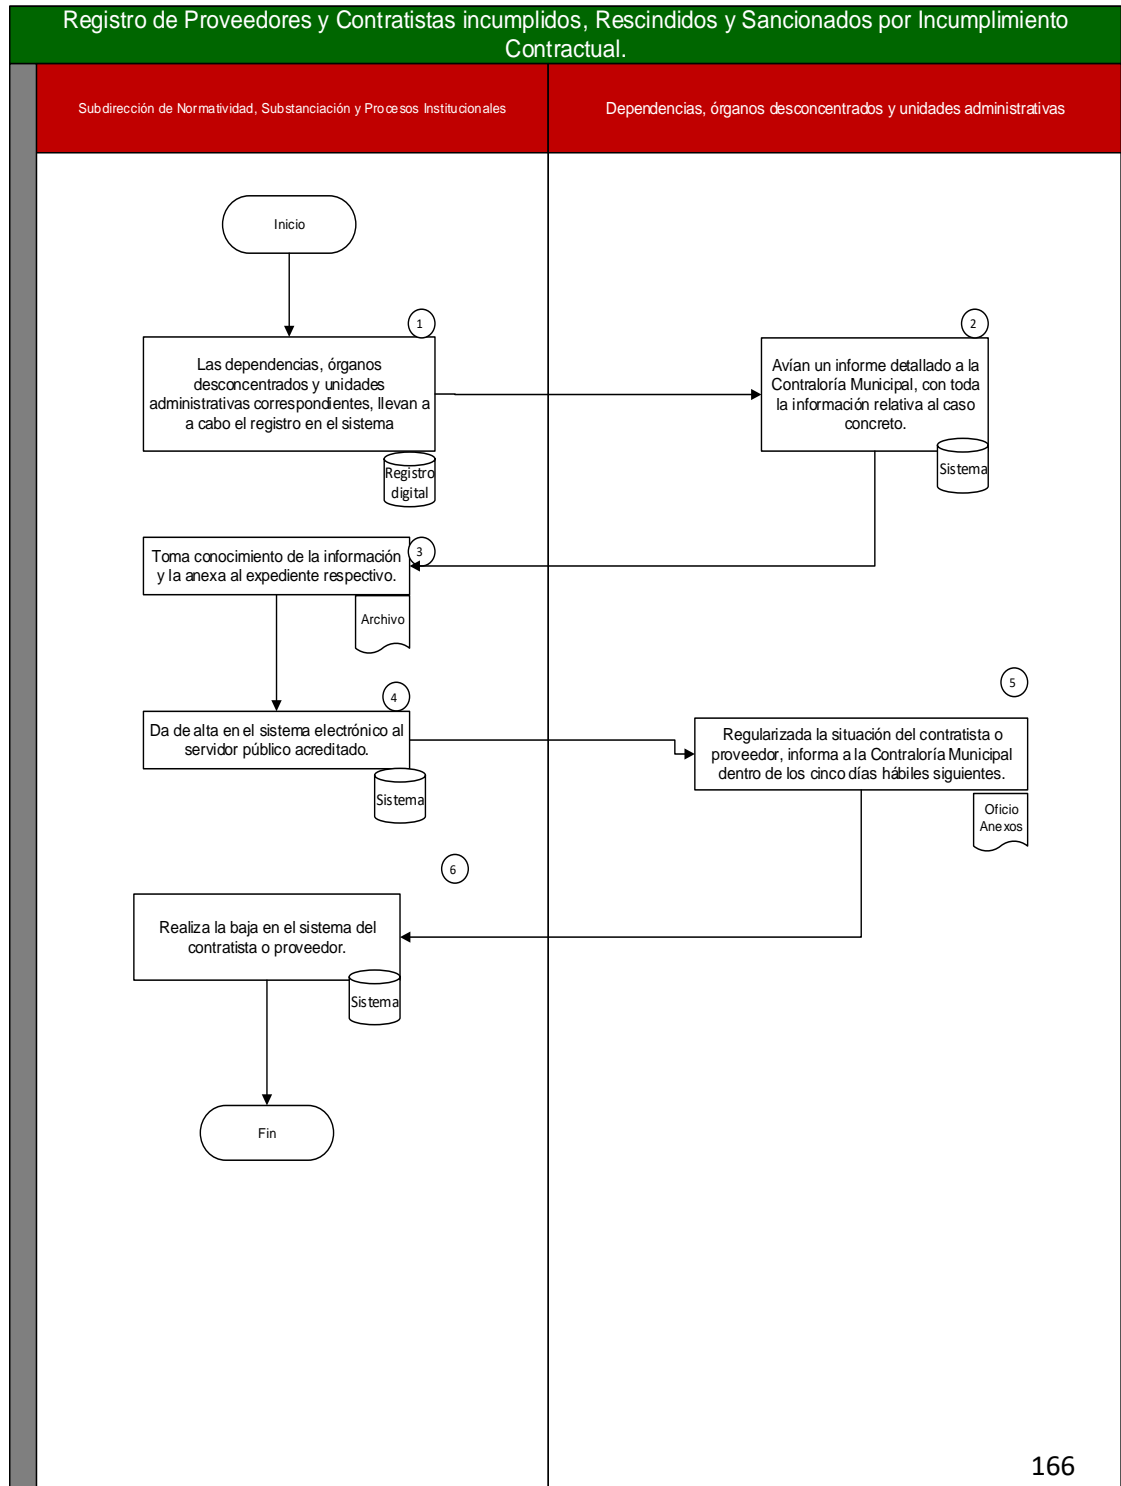 Registro de Proveedores y Contratistas incumplidos, Rescindidos y Sancionados por Incumplimiento
Contractual.
Subdirección de Normatividad, Substanciación y Procesos Institucionales
Dependencias, órganos desconcentrados y unidades administrativas
Inicio
1
Las dependencias, órganos
desconcentrados y unidades
administrativas correspondientes, llevan a
a cabo el registro en el sistema
Registro
digital
2
Avían un informe detallado a la
Contraloría Municipal, con toda
la información relativa al caso
concreto.
Sistema
3
Toma conocimiento de la información
y la anexa al expediente respectivo.
Archivo
4
Da de alta en el sistema electrónico al
servidor público acreditado.
Sistema
5
Regularizada la situación del contratista o
proveedor, informa a la Contraloría Municipal
dentro de los cinco días hábiles siguientes.
Oficio
Anexos
6
Realiza la baja en el sistema del
contratista o proveedor.
Sistema
Fin
166